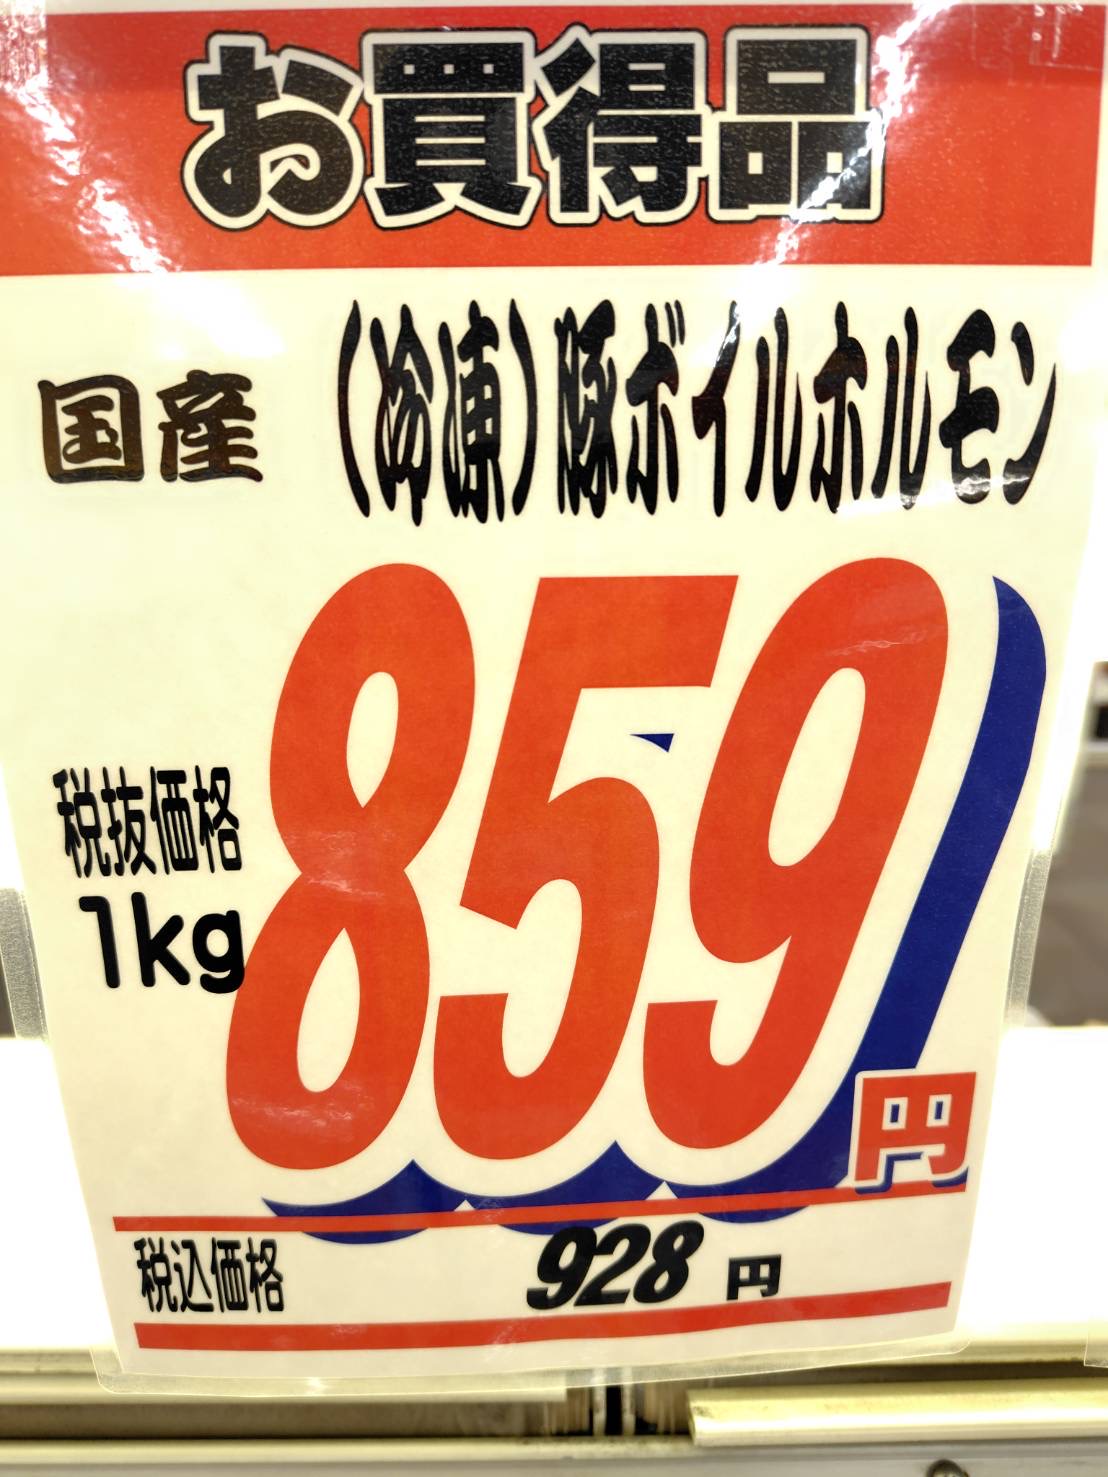 お買得品
国産 (冷凍)豚ボイルホルモン
税抜価格
1kg
859円
税込価格 928円